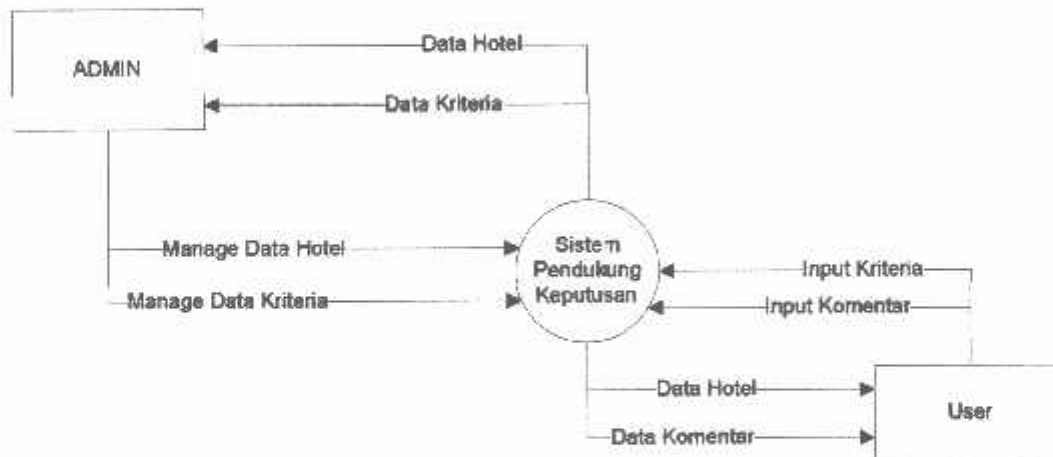 Data Hotel
ADMIN
Data Kriteria
Manage Data Hotel
Manage Data Kriteria
Sistem
Pendukung
Keputusan
Input Kriteria
Input Komentar
Data Hotel
Data Komentar
User